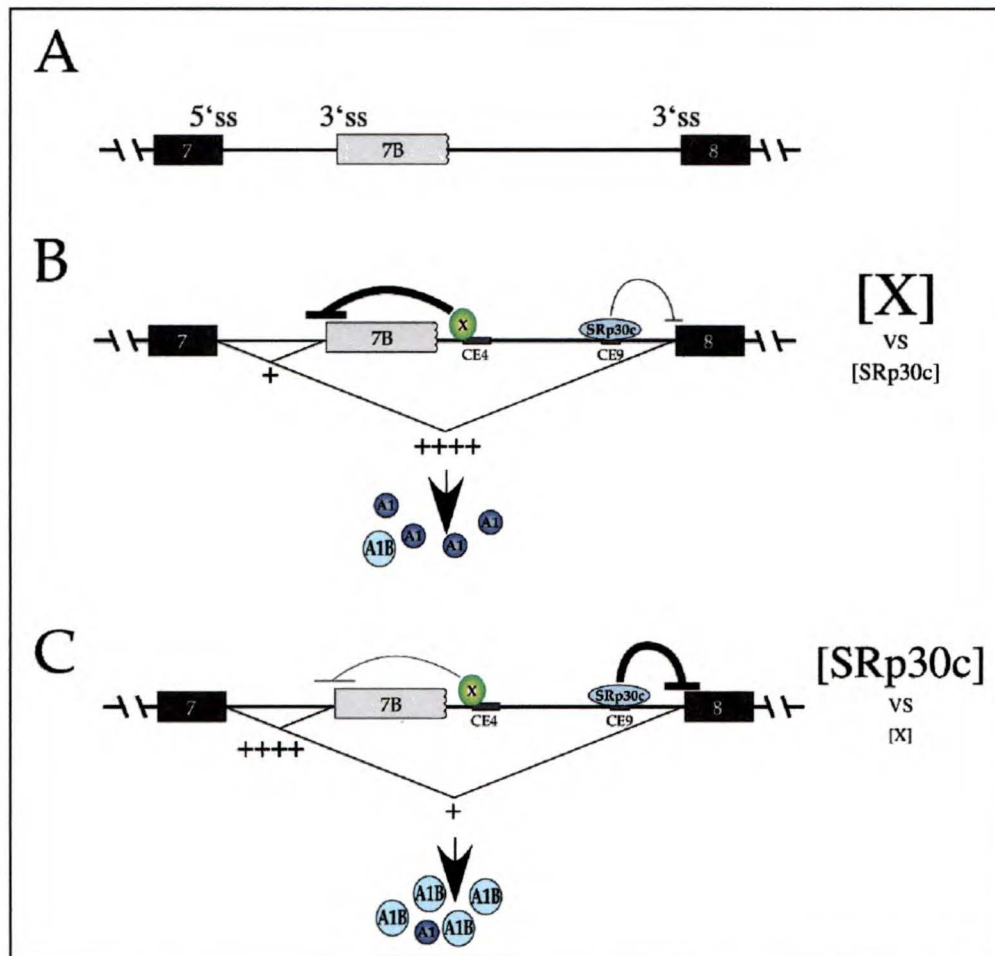 A
5‘ss 3‘ss 3‘ss
7 7B 8
B
[X]
vs
[SRp30c]
X SRp30c
7 7B 8
CE4 CE9
+
++++
A1 A1
A1B A1 A1
C
[SRp30c]
vs
[X]
X SRp30c
7 7B 8
CE4 CE9
++++
+
A1B A1B
A1B A1 A1B